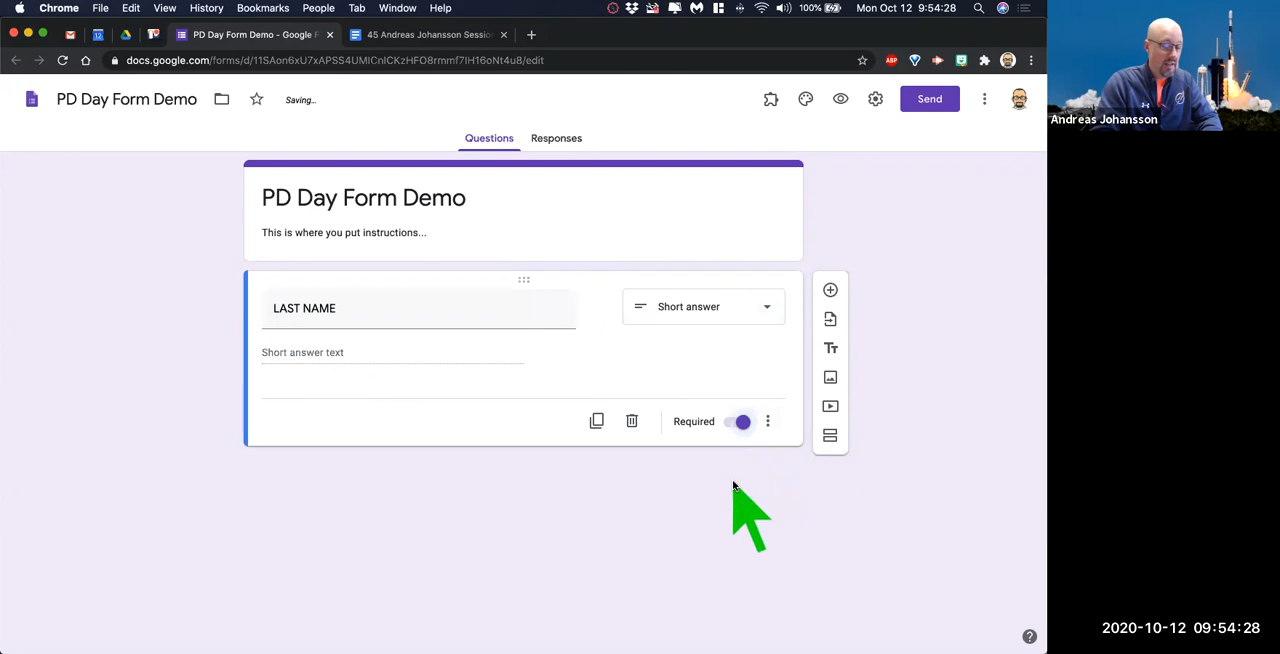 Chrome File Edit View History Bookmarks People Tab Window Help 100% Mon Oct 12 9:54:28
PD Day Form Demo - Google F 45 Andreas Johansson Sessio
docs.google.com/forms/d/11SAon6xU7xAPSS4UMlCnlCKzHFO8rmmf7IH16oNt4u8/edit
ABP
PD Day Form Demo Saving... Send
Andreas Johansson
Questions Responses
PD Day Form Demo
This is where you put instructions...
LAST NAME Short answer
Short answer text
Required
2020-10-12 09:54:28